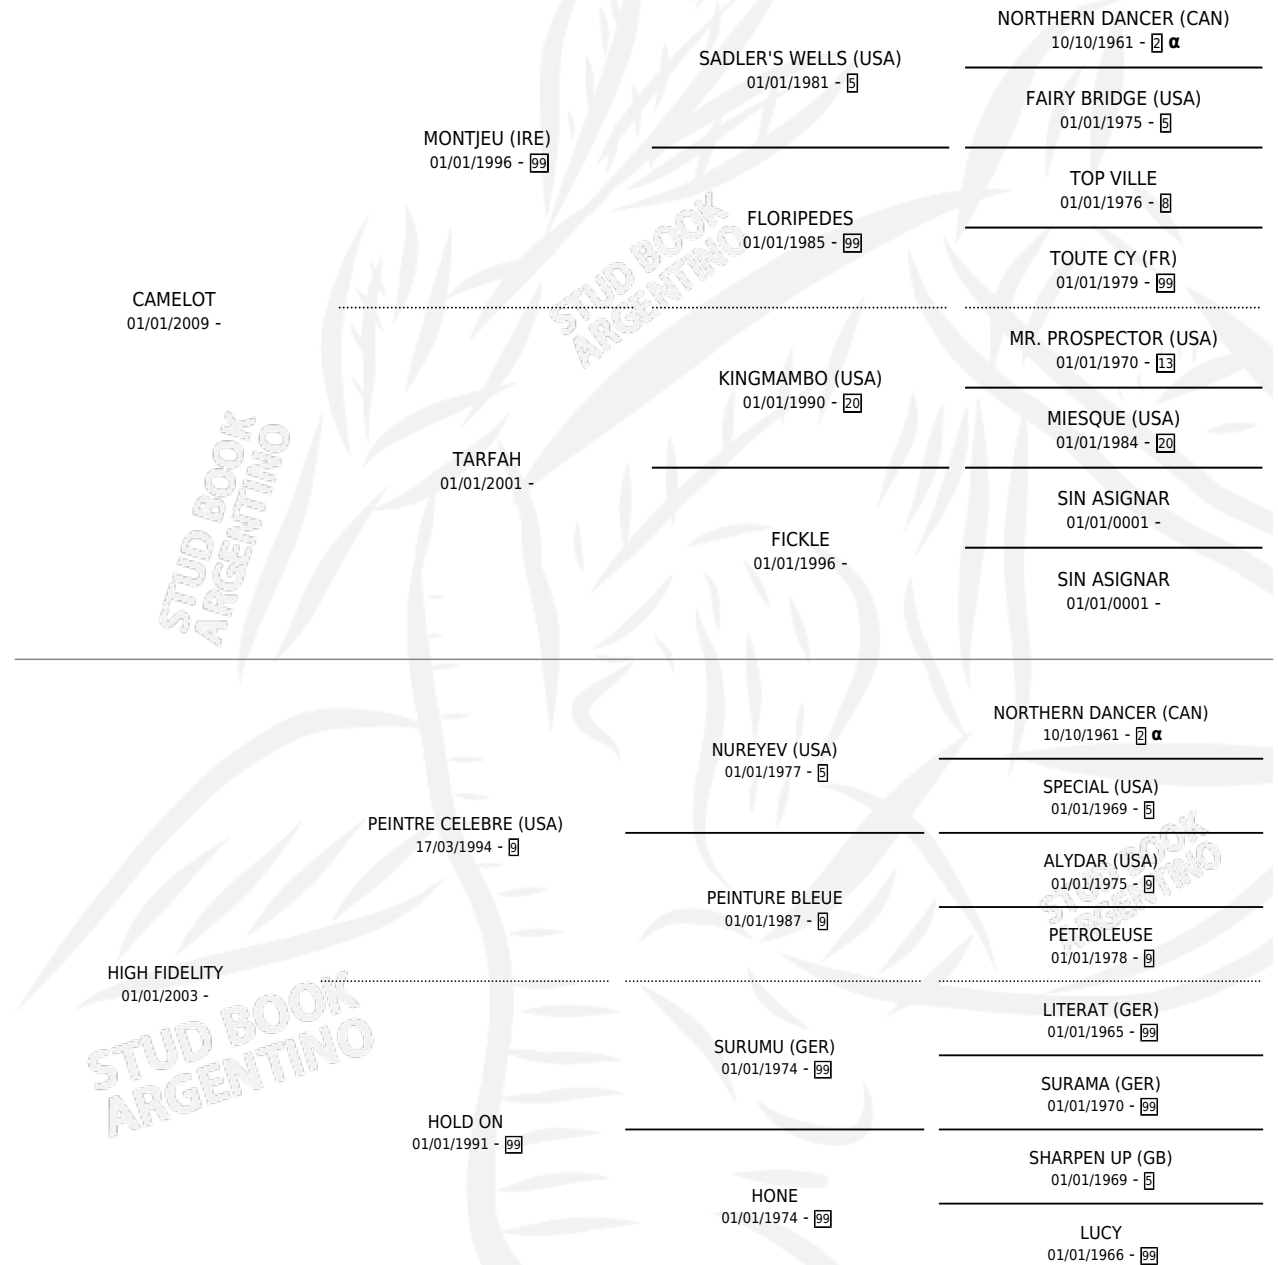 NORTHERN DANCER (CAN)
10/10/1961 - 2 α
SADLER'S WELLS (USA)
01/01/1981 - 5
FAIRY BRIDGE (USA)
01/01/1975 - 5
MONTJEU (IRE)
01/01/1996 - 99
TOP VILLE
01/01/1976 - 8
FLORIPEDES
01/01/1985 - 99
TOUTE CY (FR)
01/01/1979 - 99
CAMELOT
01/01/2009 -
MR. PROSPECTOR (USA)
01/01/1970 - 13
KINGMAMBO (USA)
01/01/1990 - 20
MIESQUE (USA)
01/01/1984 - 20
TARFAH
01/01/2001 -
SIN ASIGNAR
01/01/0001 -
FICKLE
01/01/1996 -
SIN ASIGNAR
01/01/0001 -
STUD BOOK
ARGENTINO
STUD BOOK
ARGENTINO
NORTHERN DANCER (CAN)
10/10/1961 - 2 α
NUREYEV (USA)
01/01/1977 - 5
SPECIAL (USA)
01/01/1969 - 5
PEINTRE CELEBRE (USA)
17/03/1994 - 9
ALYDAR (USA)
01/01/1975 - 9
PEINTURE BLEUE
01/01/1987 - 9
PETROLEUSE
01/01/1978 - 9
HIGH FIDELITY
01/01/2003 -
LITERAT (GER)
01/01/1965 - 99
SURUMU (GER)
01/01/1974 - 99
SURAMA (GER)
01/01/1970 - 99
HOLD ON
01/01/1991 - 99
SHARPEN UP (GB)
01/01/1969 - 5
HONE
01/01/1974 - 99
LUCY
01/01/1966 - 99
STUD BOOK
ARGENTINO
STUD BOOK
ARGENTINO